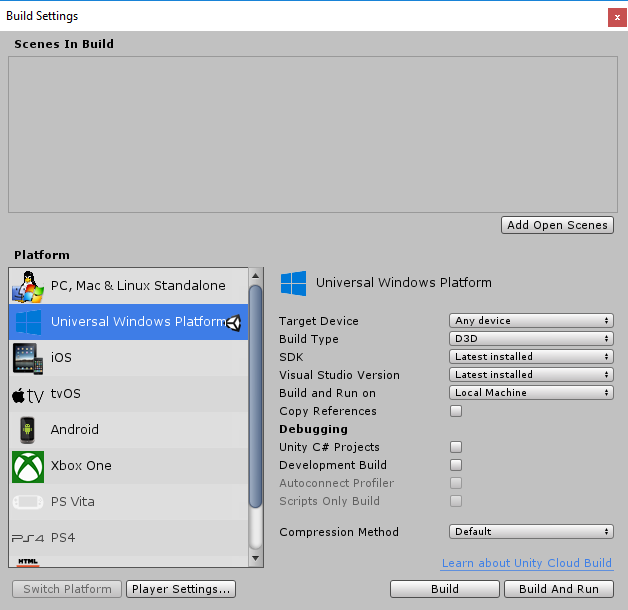 Build Settings
x
Scenes In Build
Add Open Scenes
Platform
PC, Mac & Linux Standalone
Universal Windows Platform
iOS
tv
tvOS
Android
Xbox One
PS Vita
PS4
PS4
HTML
Universal Windows Platform
Target Device
Any device
Build Type
D3D
SDK
Latest installed
Visual Studio Version
Latest installed
Build and Run on
Local Machine
Copy References
Debugging
Unity C# Projects
Development Build
Autoconnect Profiler
Scripts Only Build
Compression Method
Default
Learn about Unity Cloud Build
Switch Platform
Player Settings...
Build
Build And Run